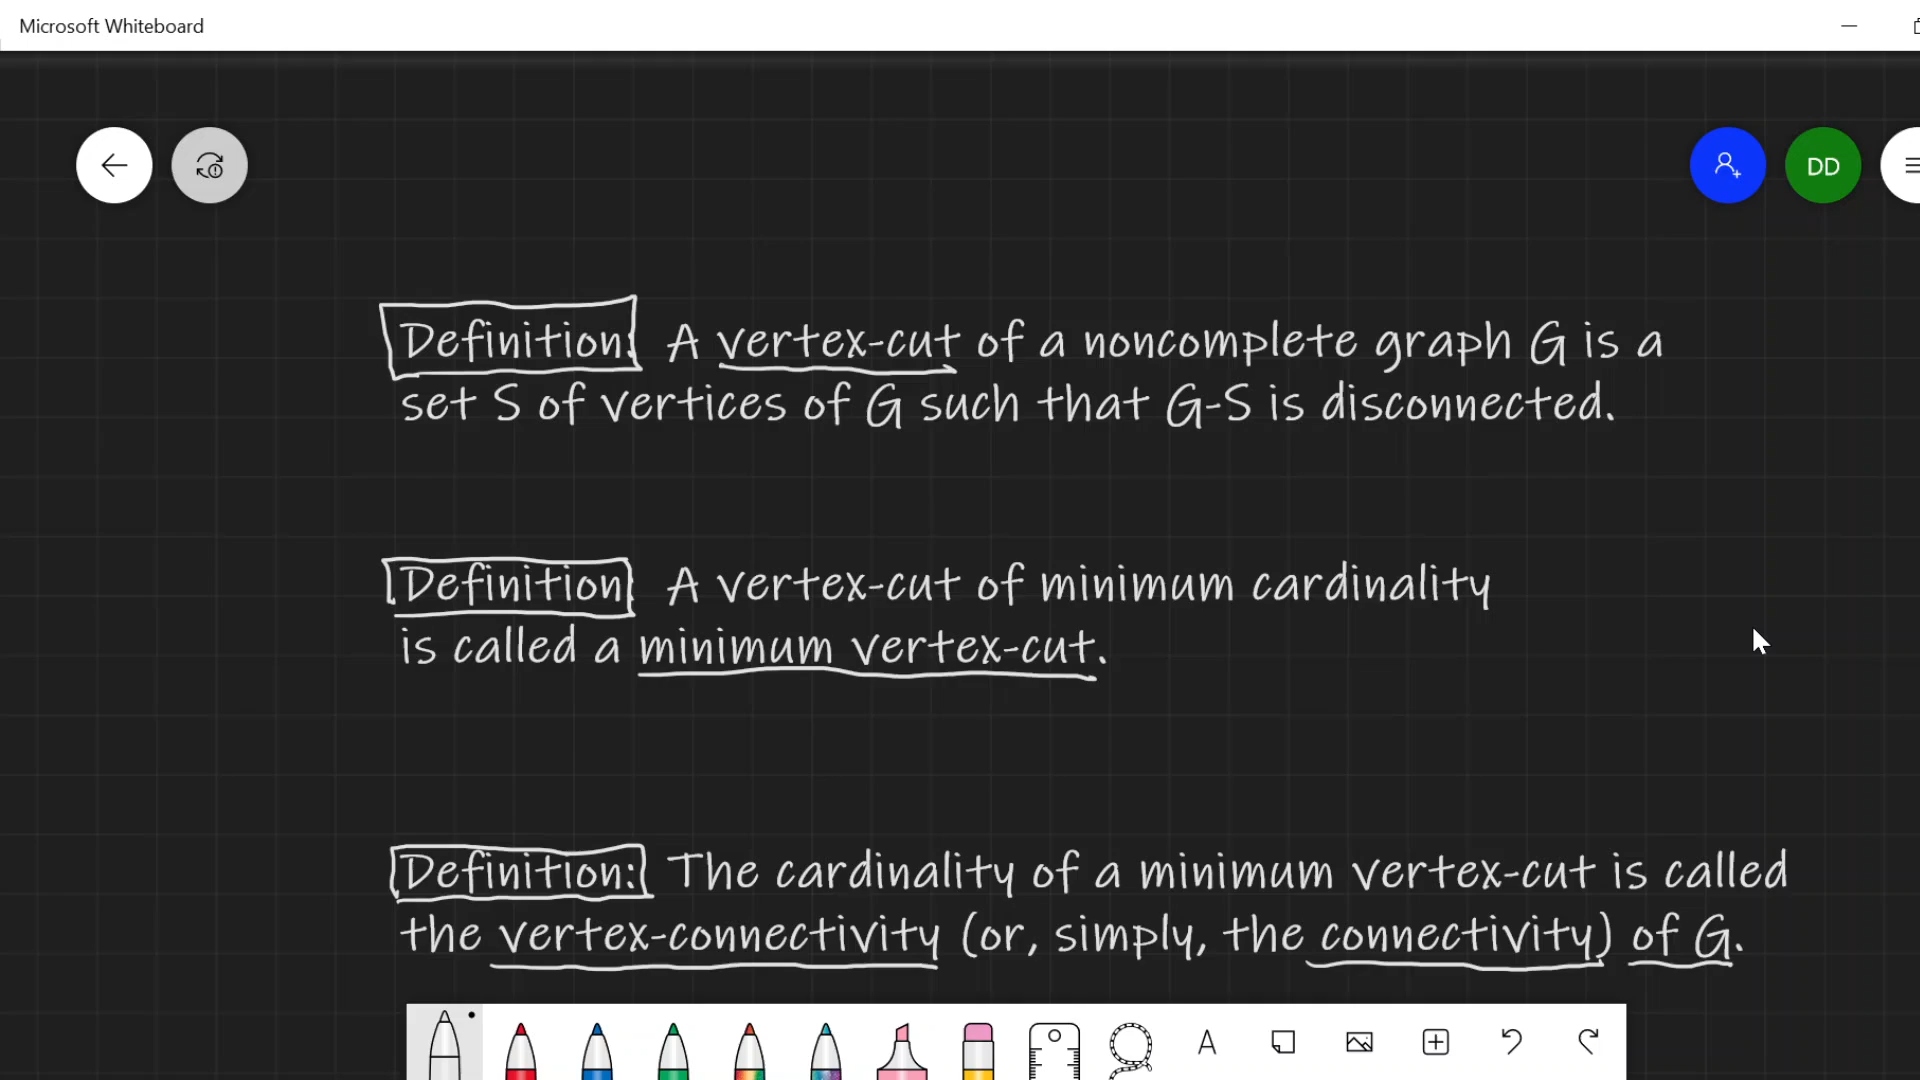 Microsoft Whiteboard
DD
Definition: A vertex-cut of a noncomplete graph G is a
set S of vertices of G such that G-S is disconnected.
Definition: A vertex-cut of minimum cardinality
is called a minimum vertex-cut.
Definition: The cardinality of a minimum vertex-cut is called
the vertex-connectivity (or, simply, the connectivity) of G.
A